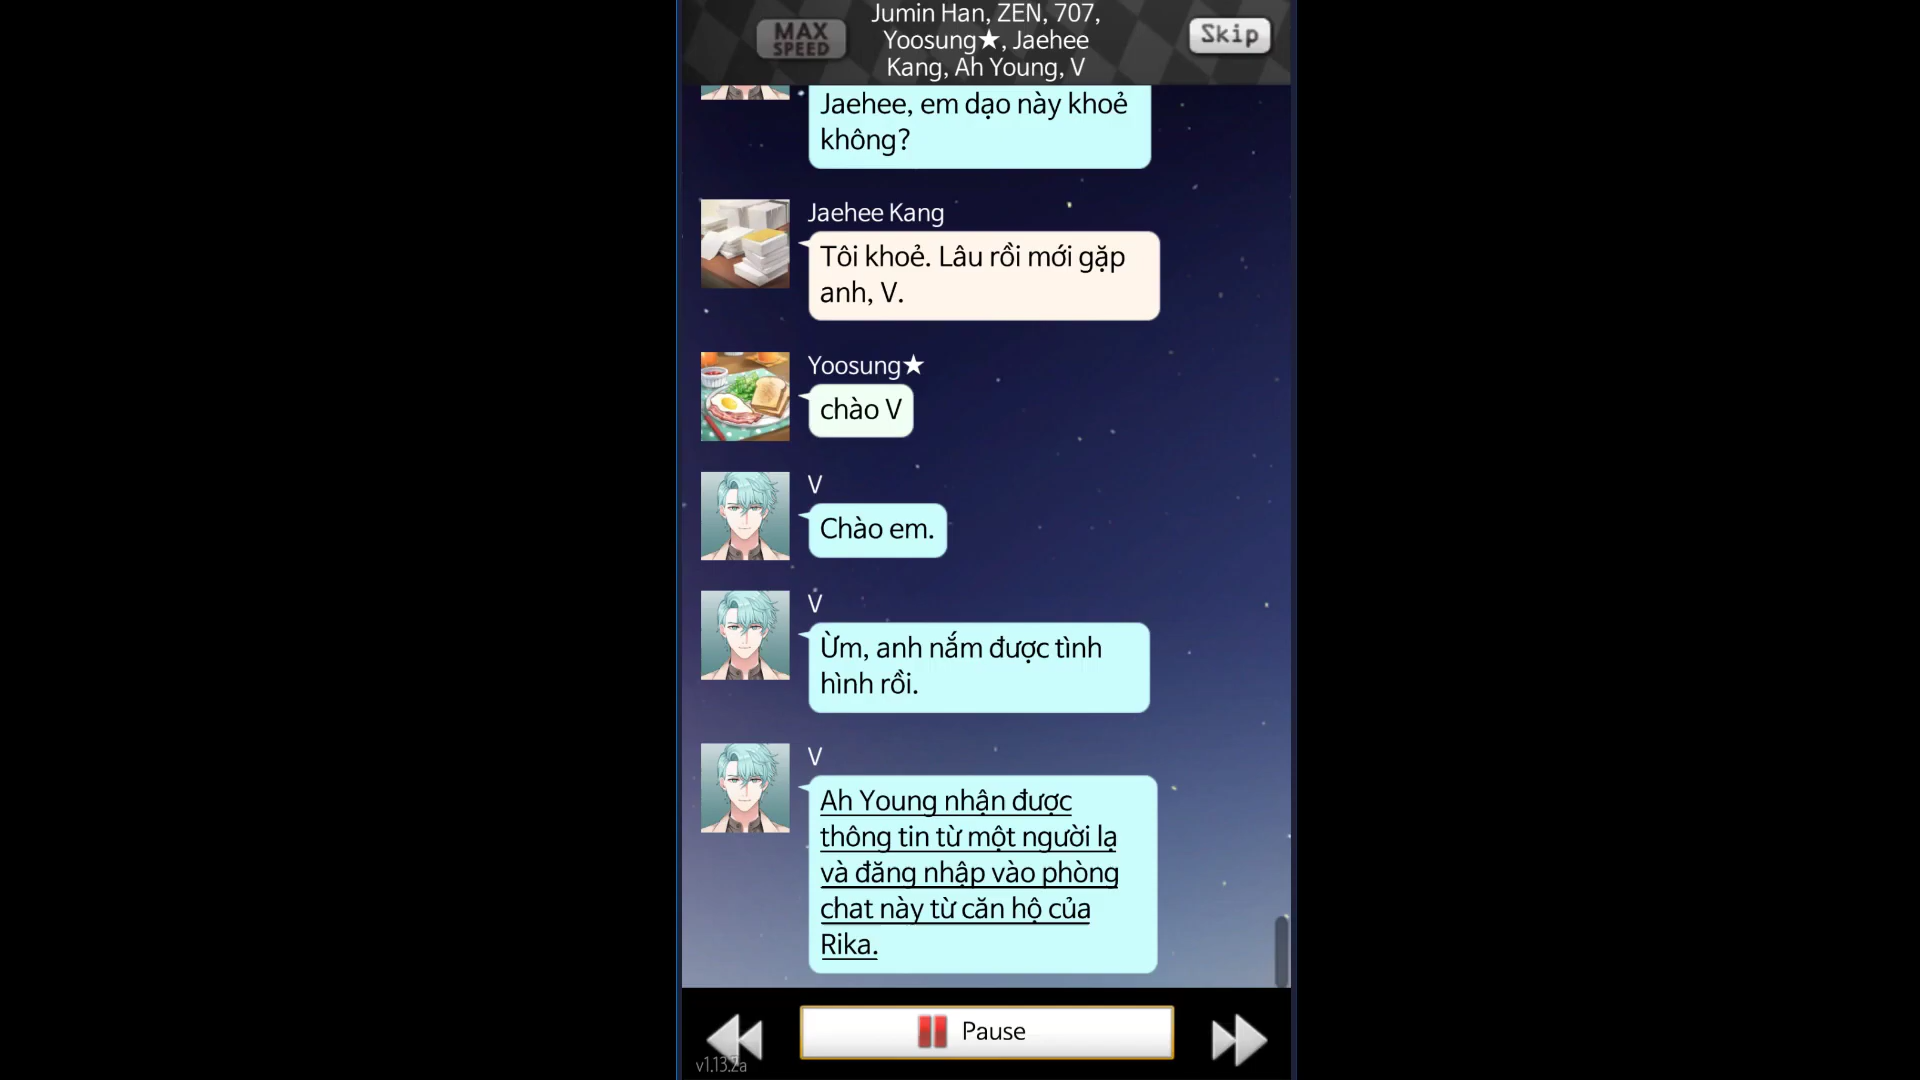 MAX
SPEED
Jumin Han, ZEN, 707,
Yoosung★, Jaehee
Kang, Ah Young, V
Skip
Jaehee, em dạo này khoẻ
không?
Jaehee Kang
Tôi khoẻ. Lâu rồi mới gặp
anh, V.
Yoosung★
chào V
V
Chào em.
V
Ừm, anh nắm được tình
hình rồi.
V
Ah Young nhận được
thông tin từ một người lạ
và đăng nhập vào phòng
chat này từ căn hộ của
Rika.
Pause
v1.13.2a